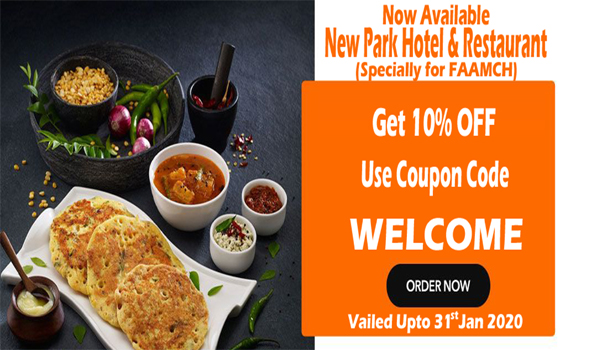 Now Available
New Park Hotel & Restaurant
(Specially for FAAMCH)
Get 10% OFF
Use Coupon Code
WELCOME
ORDER NOW
Vailed Upto 31st Jan 2020